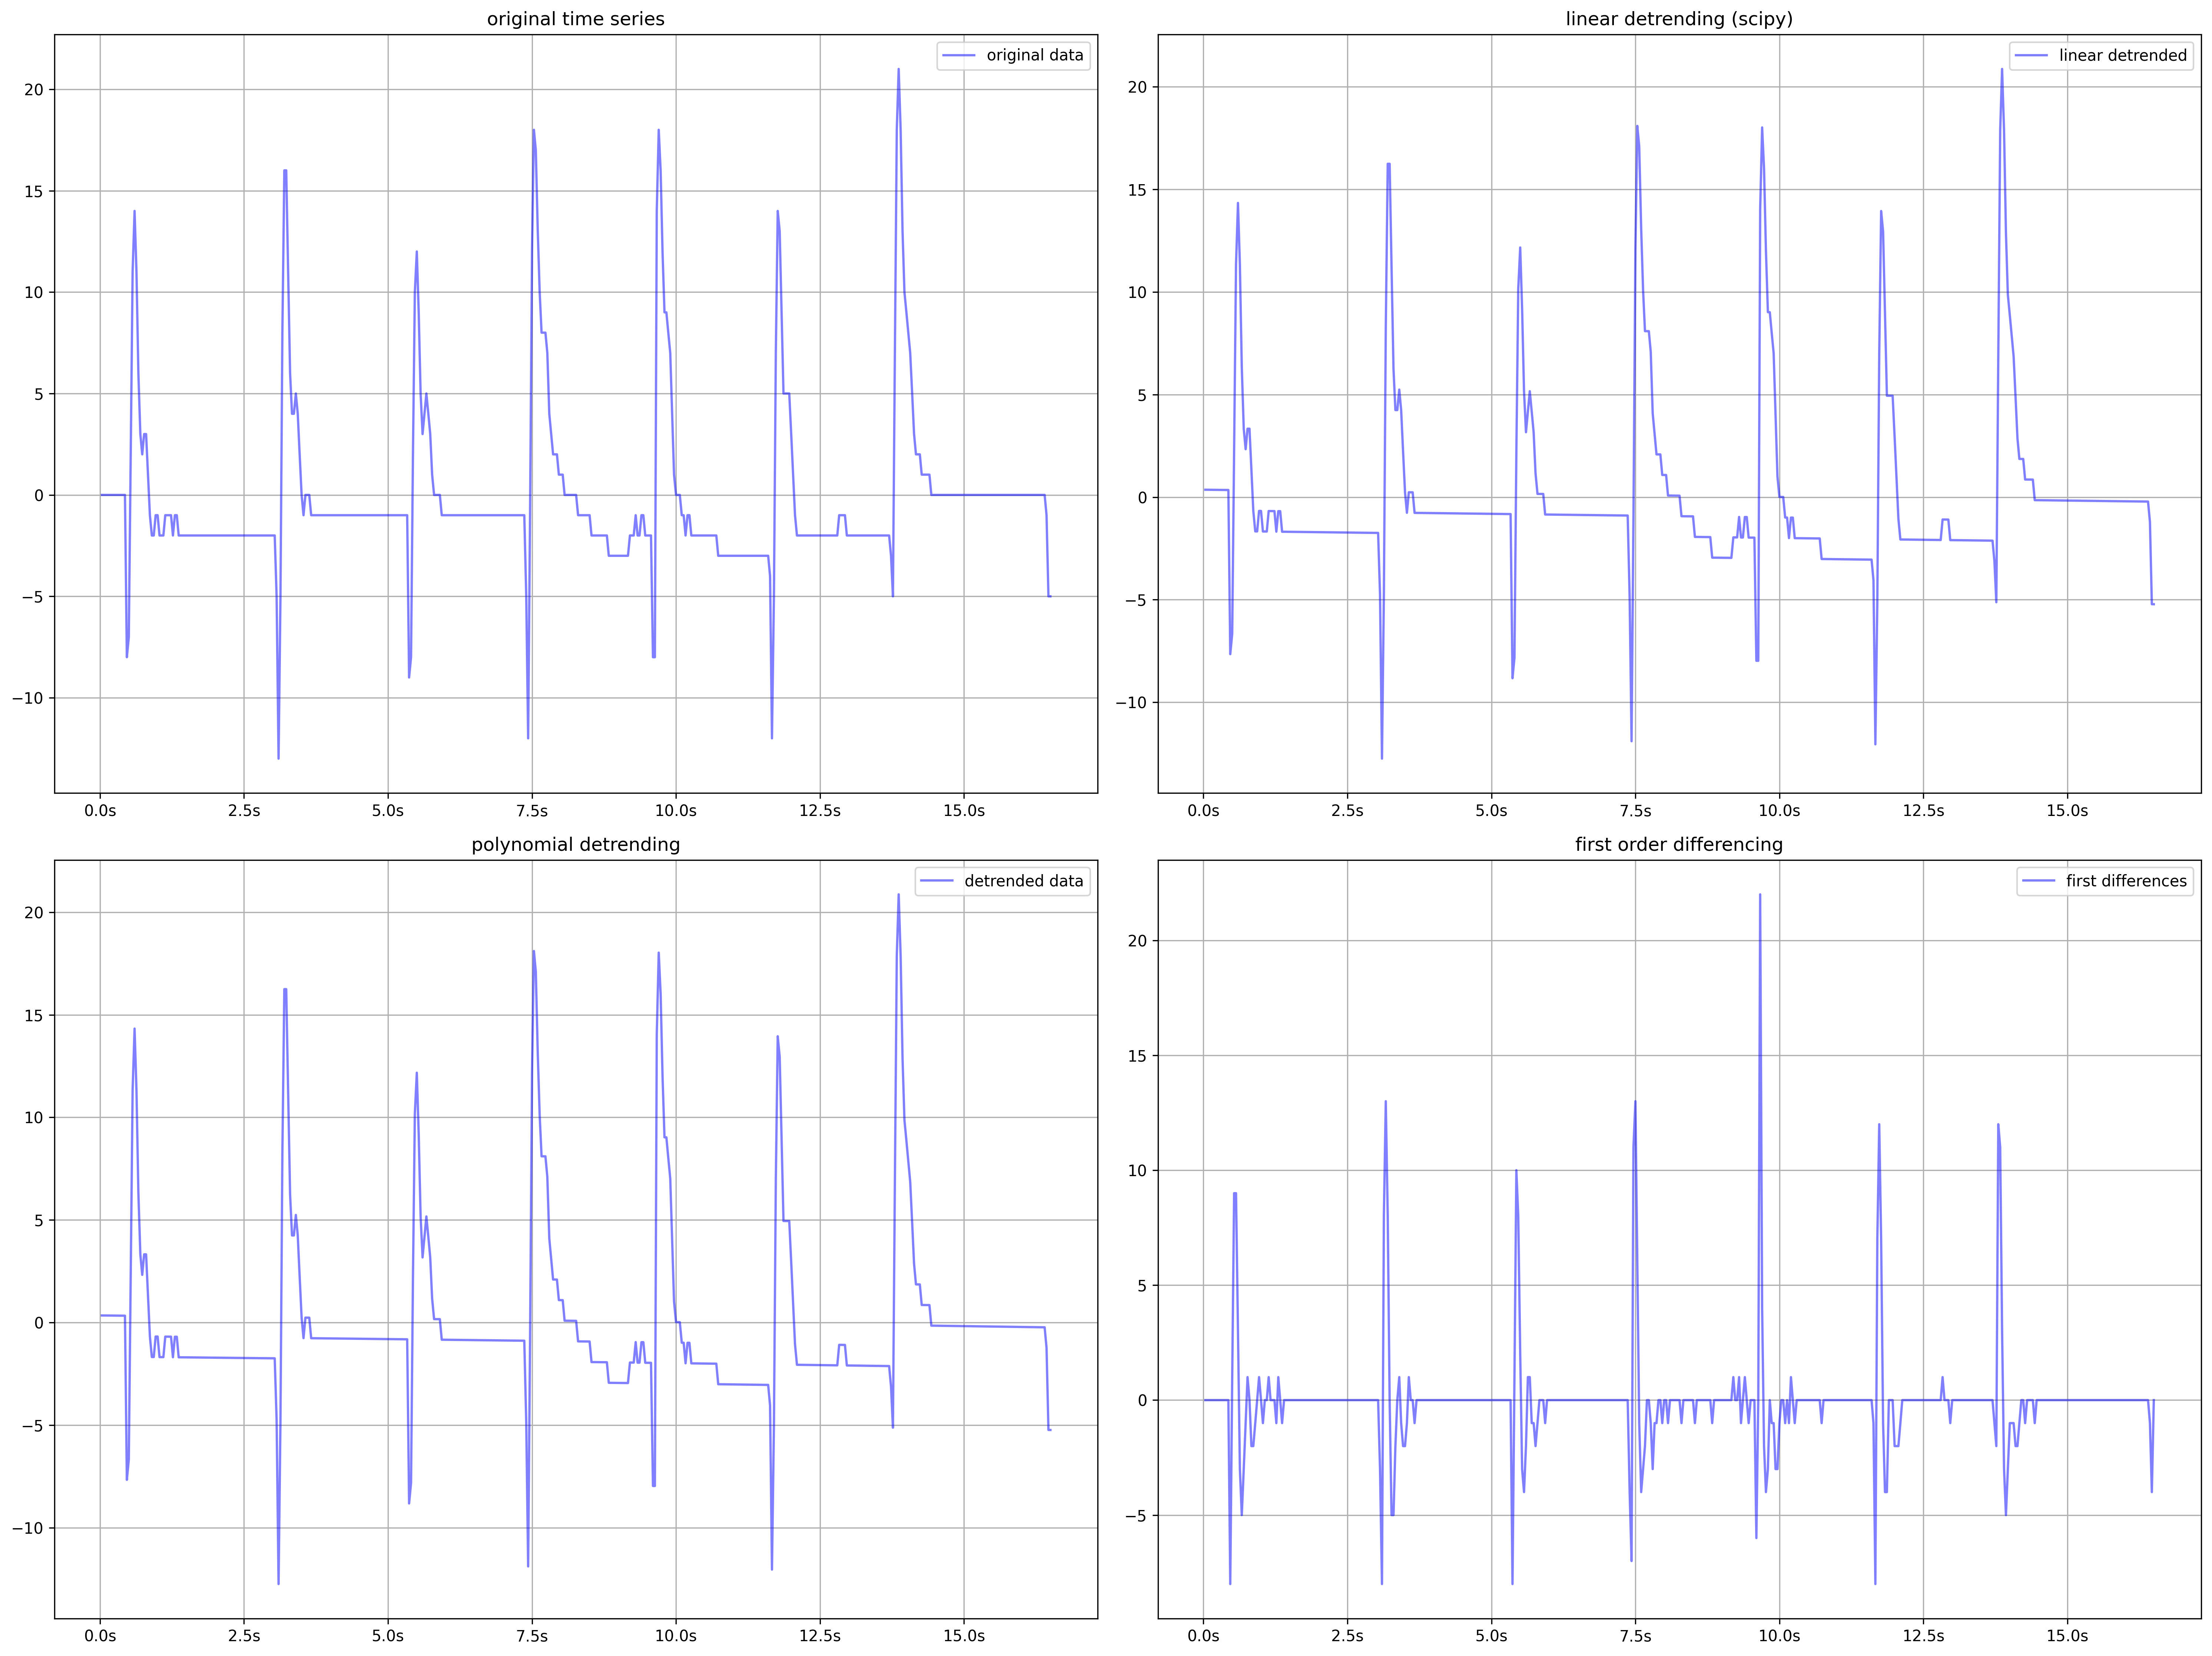 original time series
original data
20
15
10
5
0
−5
−10
0.0s 2.5s 5.0s 7.5s 10.0s 12.5s 15.0s
linear detrending (scipy)
linear detrended
20
15
10
5
0
−5
−10
0.0s 2.5s 5.0s 7.5s 10.0s 12.5s 15.0s
polynomial detrending
detrended data
20
15
10
5
0
−5
−10
0.0s 2.5s 5.0s 7.5s 10.0s 12.5s 15.0s
first order differencing
first differences
20
15
10
5
0
−5
0.0s 2.5s 5.0s 7.5s 10.0s 12.5s 15.0s